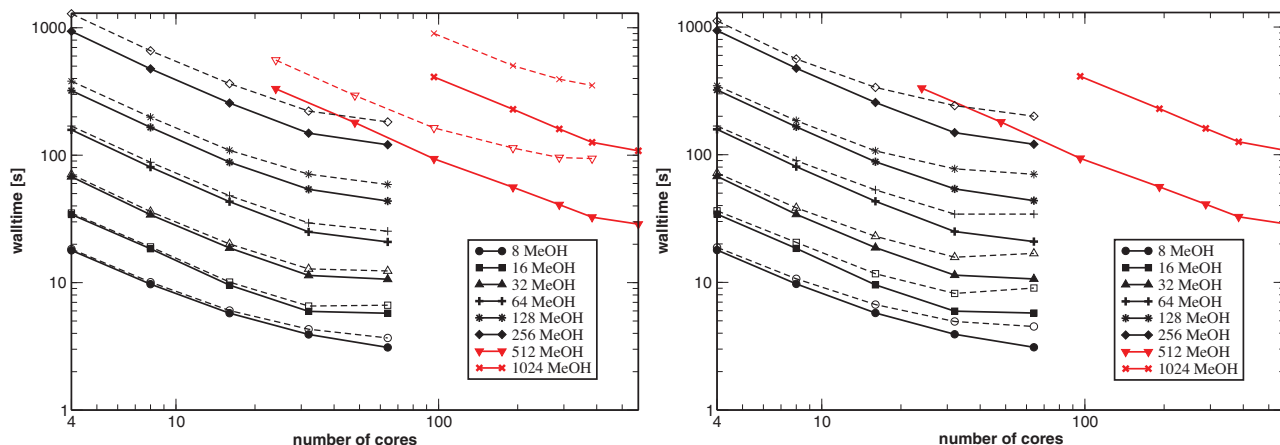 1000
100
10
1
walltime [s]
4
10
100
number of cores
8 MeOH
16 MeOH
32 MeOH
64 MeOH
128 MeOH
256 MeOH
512 MeOH
1024 MeOH
1000
100
10
1
walltime [s]
4
10
100
number of cores
8 MeOH
16 MeOH
32 MeOH
64 MeOH
128 MeOH
256 MeOH
512 MeOH
1024 MeOH